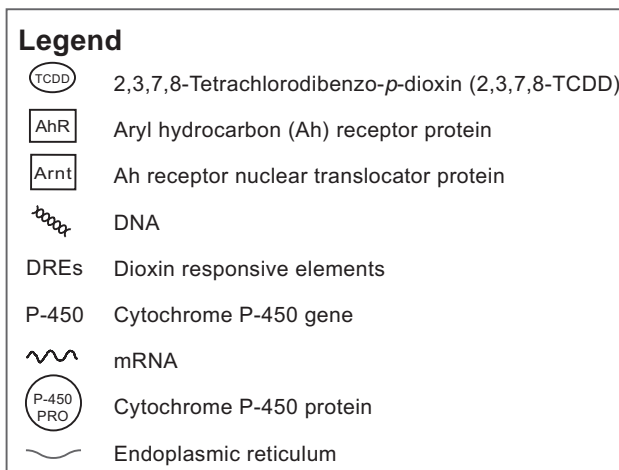 Legend
TCDD 2,3,7,8-Tetrachlorodibenzo-p-dioxin (2,3,7,8-TCDD)
AhR Aryl hydrocarbon (Ah) receptor protein
Arnt Ah receptor nuclear translocator protein
DNA
DREs Dioxin responsive elements
P-450 Cytochrome P-450 gene
mRNA
P-450
PRO
Cytochrome P-450 protein
Endoplasmic reticulum